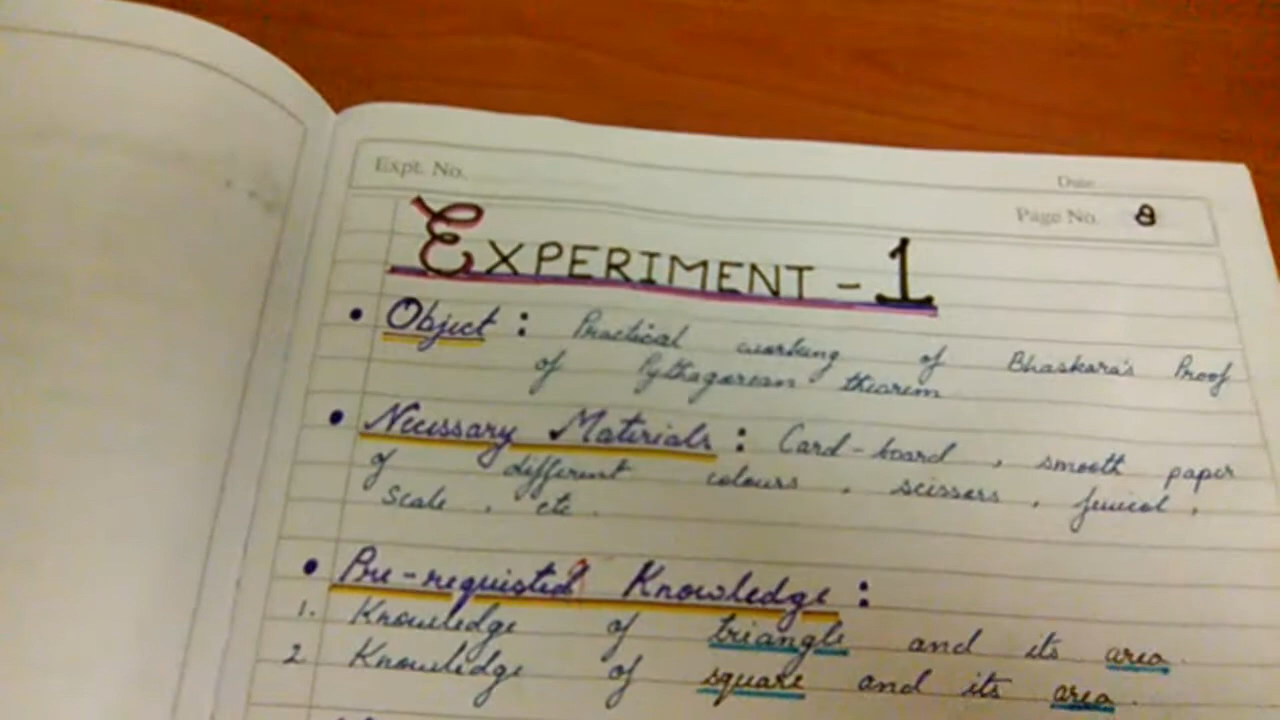 Expt. No.
Date
Page No. 8
EXPERIMENT - 1
• Object : Practical working of Bhaskara's Proof
of Pythagorean theorem
• Necessary Materials : Card-board , smooth paper
of different colours , scissors , fevicol ,
scale , etc .
• Pre-requisted Knowledge :
1. Knowledge of triangle and its area .
2. Knowledge of square and its area .